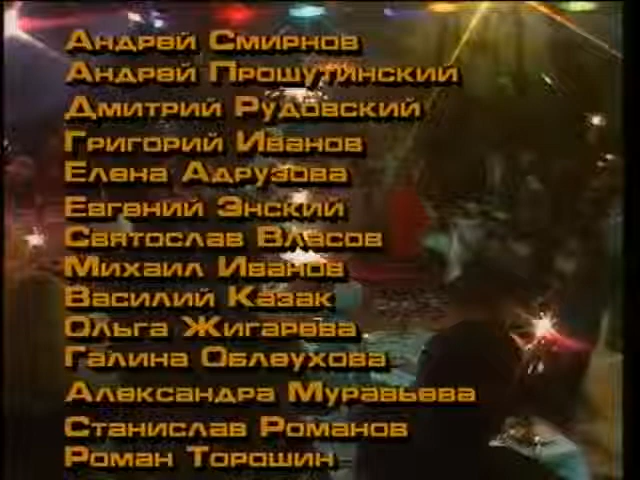 Андрей Смирнов
Андрей Прошутинский
Дмитрий Рудовский
Григорий Иванов
Елена Адрузова
Евгений Энский
Святослав Власов
Михаил Иванов
Василий Казак
Ольга Жигарева
Галина Облеухова
Александра Муравьева
Станислав Романов
Роман Торошин